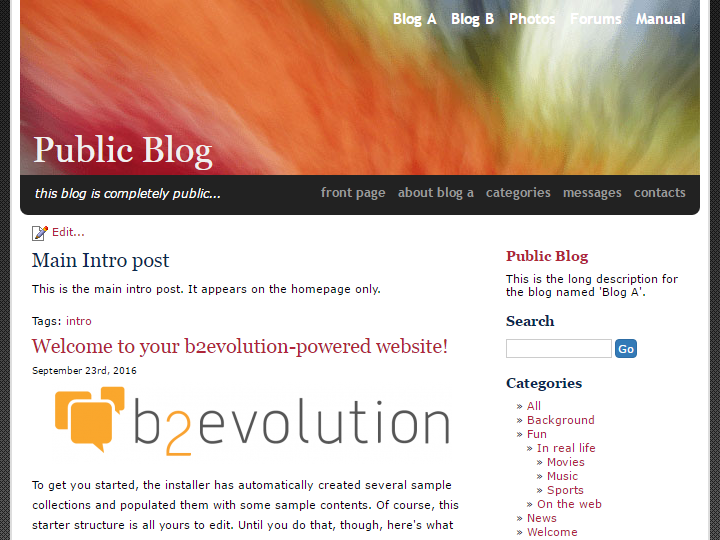 Blog A Blog B Photos Forums Manual
Public Blog
this blog is completely public...
front page about blog a categories messages contacts
Edit...
Main Intro post
This is the main intro post. It appears on the homepage only.
Tags: intro
Welcome to your b2evolution-powered website!
September 23rd, 2016
b2evolution
To get you started, the installer has automatically created several sample
collections and populated them with some sample contents. Of course, this
starter structure is all yours to edit. Until you do that, though, here's what
Public Blog
This is the long description for
the blog named 'Blog A'.
Search
Go
Categories
» All
» Background
» Fun
» In real life
» Movies
» Music
» Sports
» On the web
» News
» Welcome